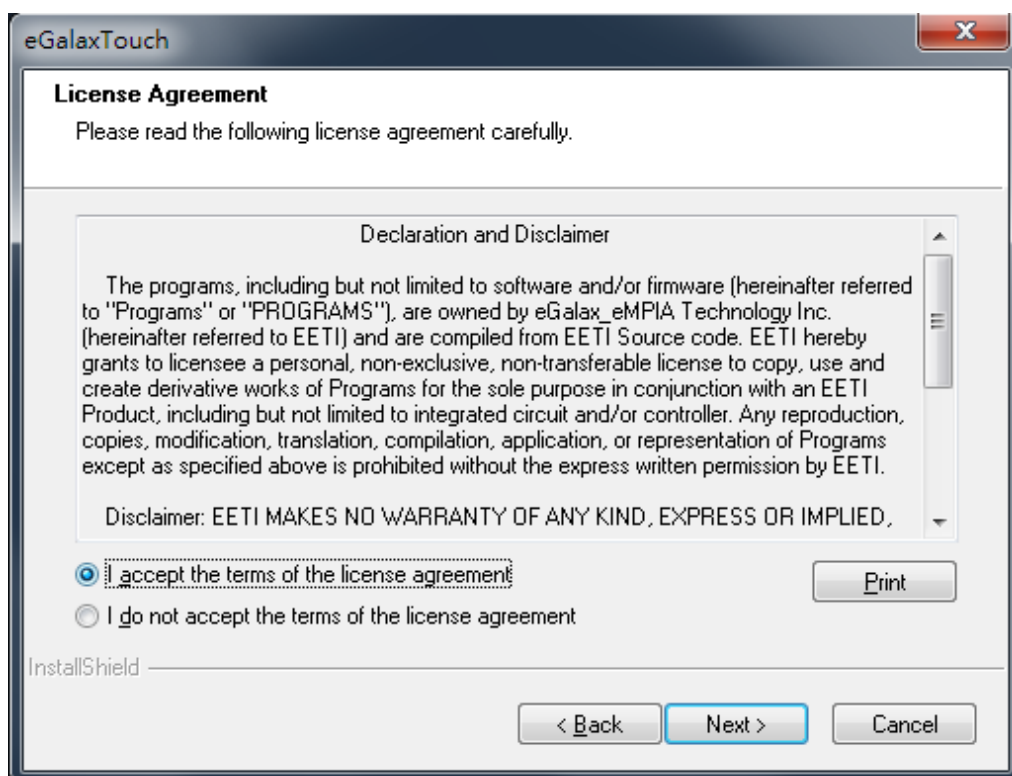 eGalaxTouch
License Agreement
Please read the following license agreement carefully.
Declaration and Disclaimer
The programs, including but not limited to software and/or firmware (hereinafter referred
to "Programs" or "PROGRAMS"), are owned by eGalax_eMPIA Technology Inc.
(hereinafter referred to EETI) and are compiled from EETI Source code. EETI hereby
grants to licensee a personal, non-exclusive, non-transferable license to copy, use and
create derivative works of Programs for the sole purpose in conjunction with an EETI
Product, including but not limited to integrated circuit and/or controller. Any reproduction,
copies, modification, translation, compilation, application, or representation of Programs
except as specified above is prohibited without the express written permission by EETI.
Disclaimer: EETI MAKES NO WARRANTY OF ANY KIND, EXPRESS OR IMPLIED,
I accept the terms of the license agreement
Print
I do not accept the terms of the license agreement
InstallShield
< Back Next > Cancel